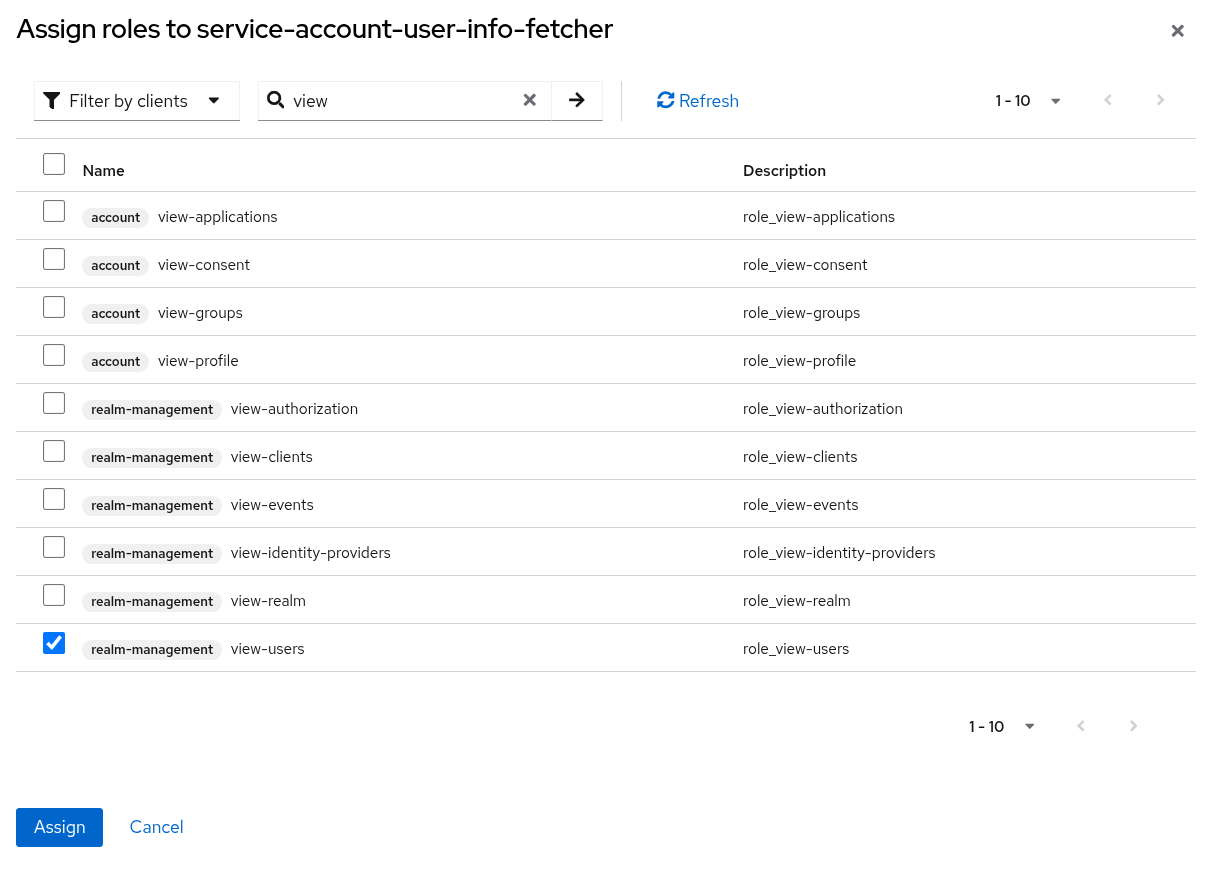 Assign roles to service-account-user-info-fetcher
Filter by clients view Refresh 1 - 10
Name Description
account view-applications role_view-applications
account view-consent role_view-consent
account view-groups role_view-groups
account view-profile role_view-profile
realm-management view-authorization role_view-authorization
realm-management view-clients role_view-clients
realm-management view-events role_view-events
realm-management view-identity-providers role_view-identity-providers
realm-management view-realm role_view-realm
realm-management view-users role_view-users
1 - 10
Assign Cancel